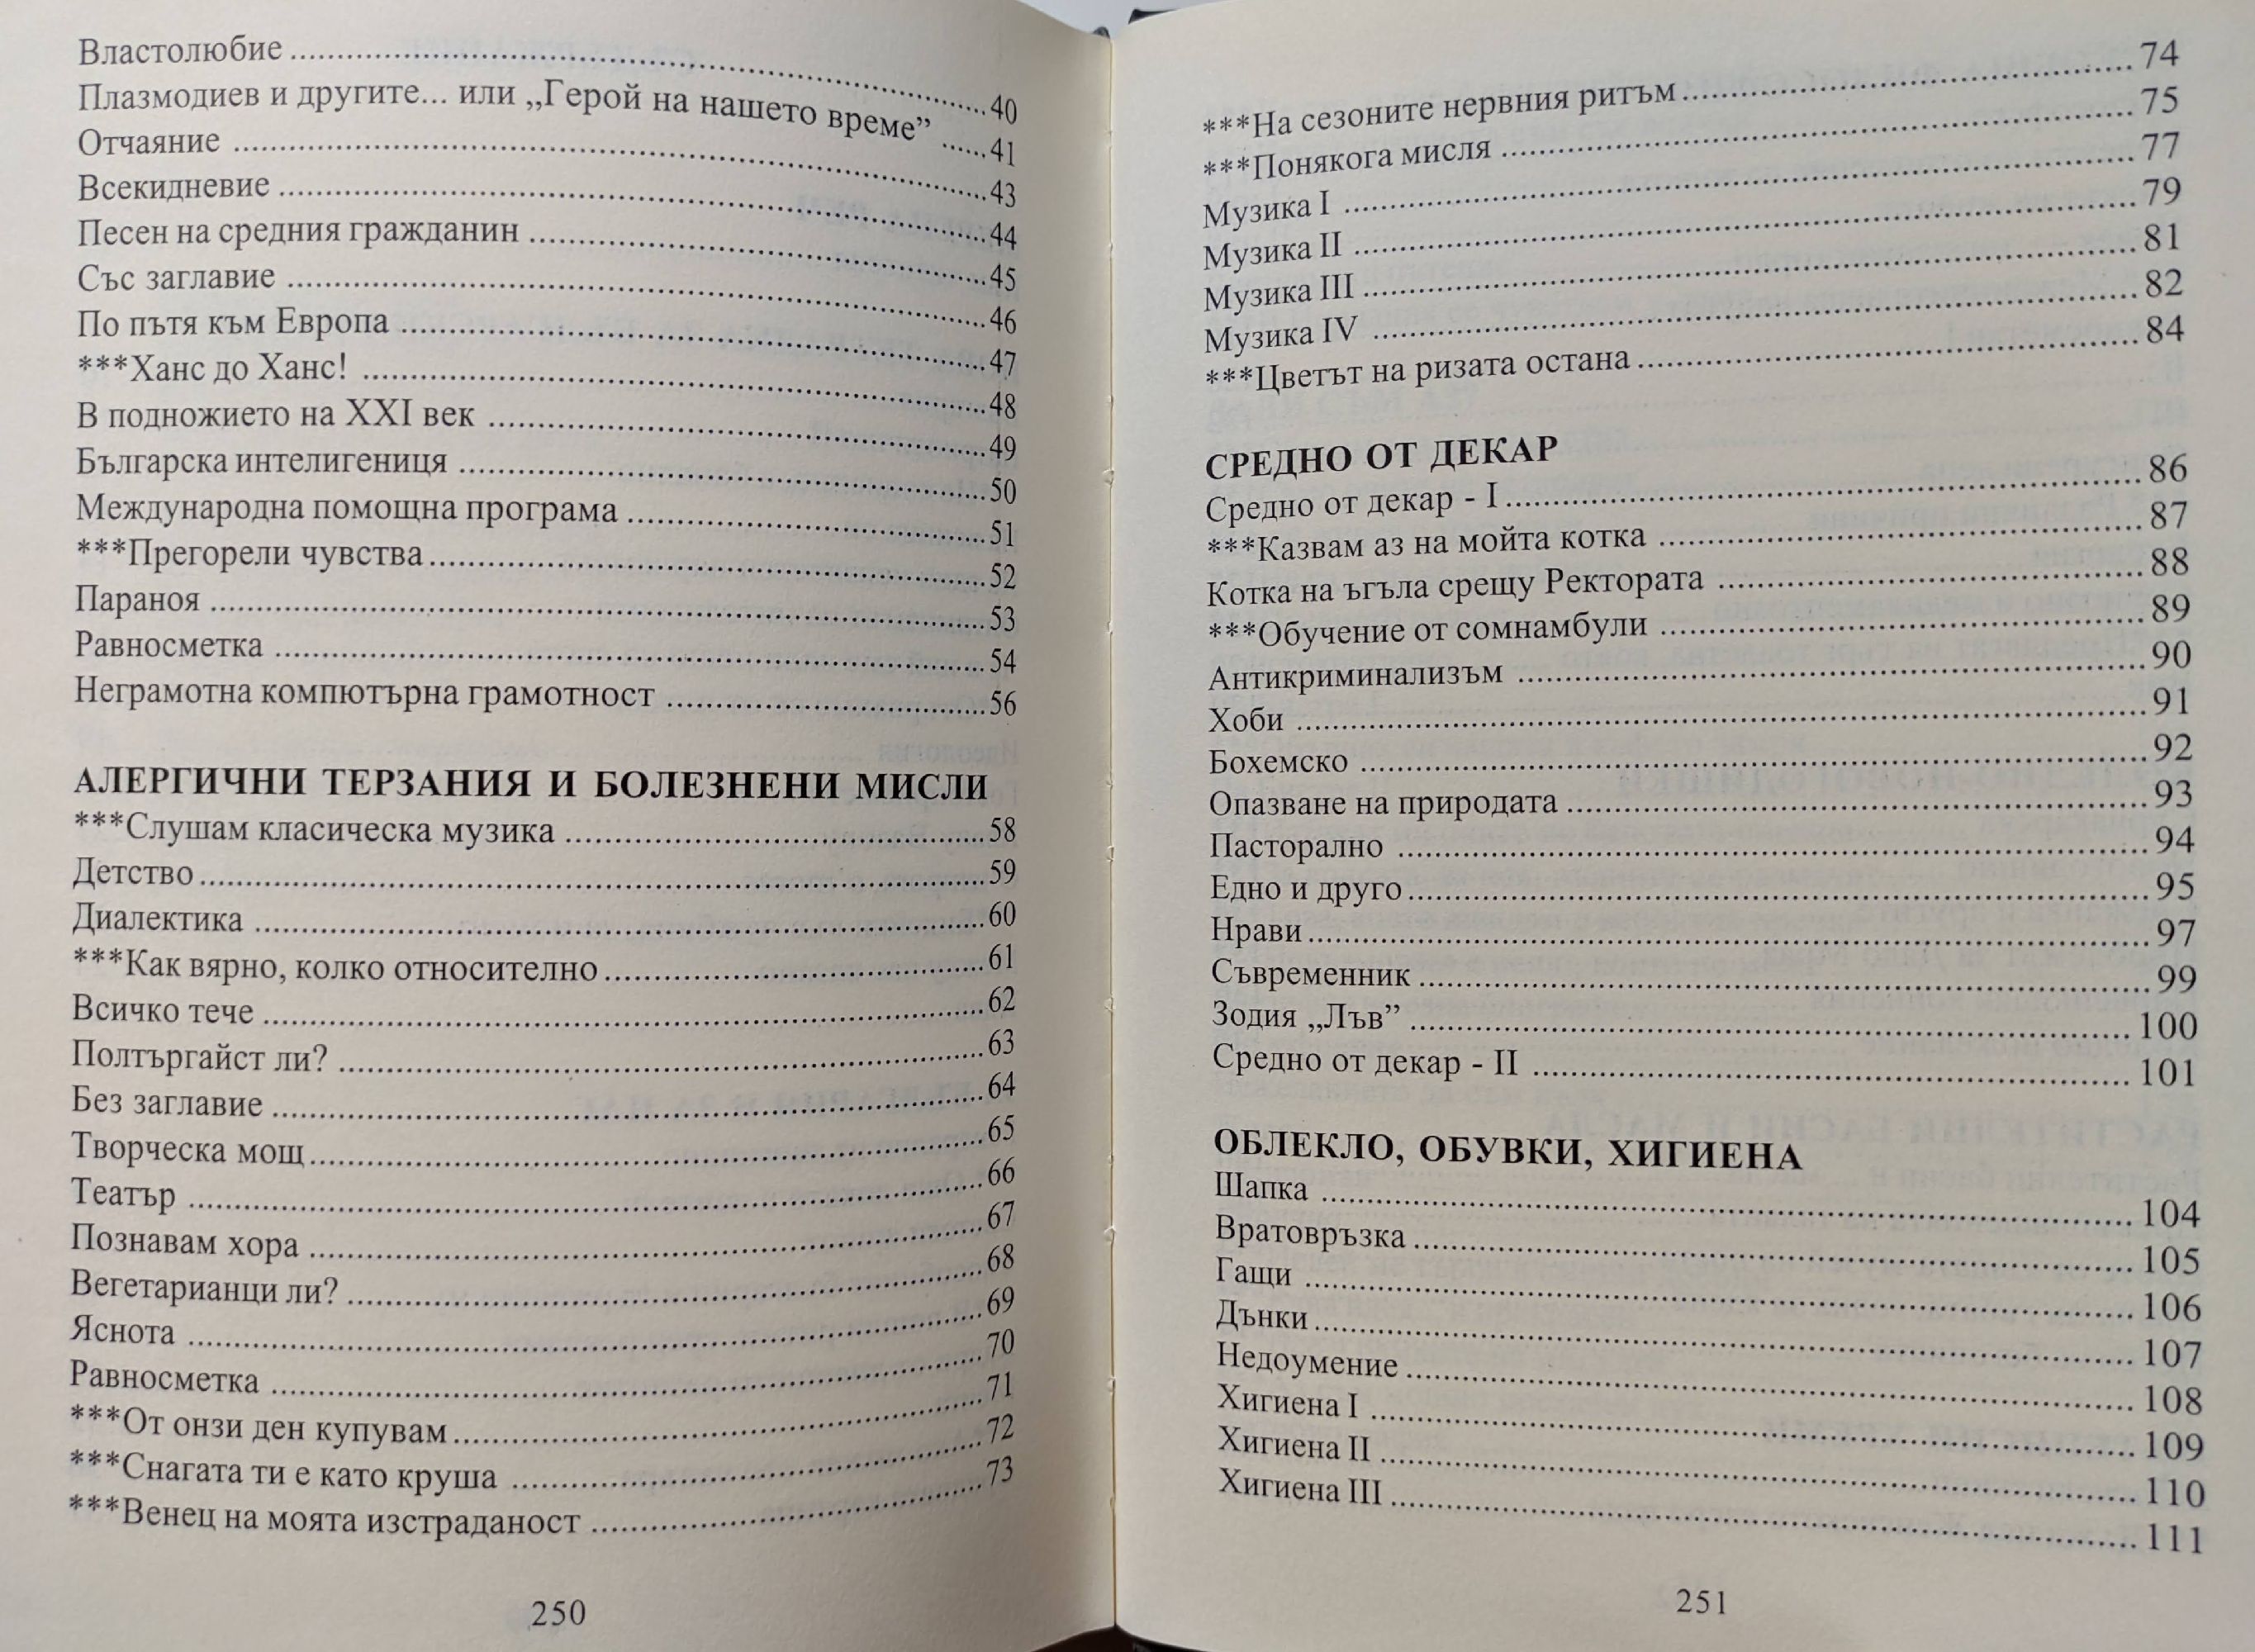 Властолюбие ........ 40
Плазмодиев и другите... или „Герой на нашето време” ...... 41
Отчаяние ........ 43
Всекидневие ........ 44
Песен на средния гражданин ........ 45
Със заглавие ........ 46
По пътя към Европа ........ 47
***Ханс до Ханс! ........ 48
В подножието на XXI век ........ 49
Българска интелигениця ........ 50
Международна помощна програма ........ 51
***Прегорели чувства ........ 52
Параноя ........ 53
Равносметка ........ 54
Неграмотна компютърна грамотност ........ 56
АЛЕРГИЧНИ ТЕРЗАНИЯ И БОЛЕЗНЕНИ МИСЛИ
***Слушам класическа музика ........ 58
Детство ........ 59
Диалектика ........ 60
***Как вярно, колко относително ........ 61
Всичко тече ........ 62
Полтъргайст ли? ........ 63
Без заглавие ........ 64
Творческа мощ ........ 65
Театър ........ 66
Познавам хора ........ 67
Вегетарианци ли? ........ 68
Яснота ........ 69
Равносметка ........ 70
***От онзи ден купувам ........ 71
***Снагата ти е като круша ........ 72
***Венец на моята изстраданост ........ 73
250
***На сезоните нервния ритъм ........ 74
***Понякога мисля ........ 75
Музика I ........ 77
Музика II ........ 79
Музика III ........ 81
Музика IV ........ 82
***Цветът на ризата остана ........ 84
СРЕДНО ОТ ДЕКАР
Средно от декар - I ........ 86
***Казвам аз на мойта котка ........ 87
Котка на ъгъла срещу Ректората ........ 88
***Обучение от сомнамбули ........ 89
Антикриминализъм ........ 90
Хоби ........ 91
Бохемско ........ 92
Опазване на природата ........ 93
Пасторално ........ 94
Едно и друго ........ 95
Нрави ........ 97
Съвременник ........ 99
Зодия „Лъв” ........ 100
Средно от декар - II ........ 101
ОБЛЕКЛО, ОБУВКИ, ХИГИЕНА
Шапка ........ 104
Вратовръзка ........ 105
Гащи ........ 106
Дънки ........ 107
Недоумение ........ 108
Хигиена I ........ 109
Хигиена II ........ 110
Хигиена III ........ 111
251